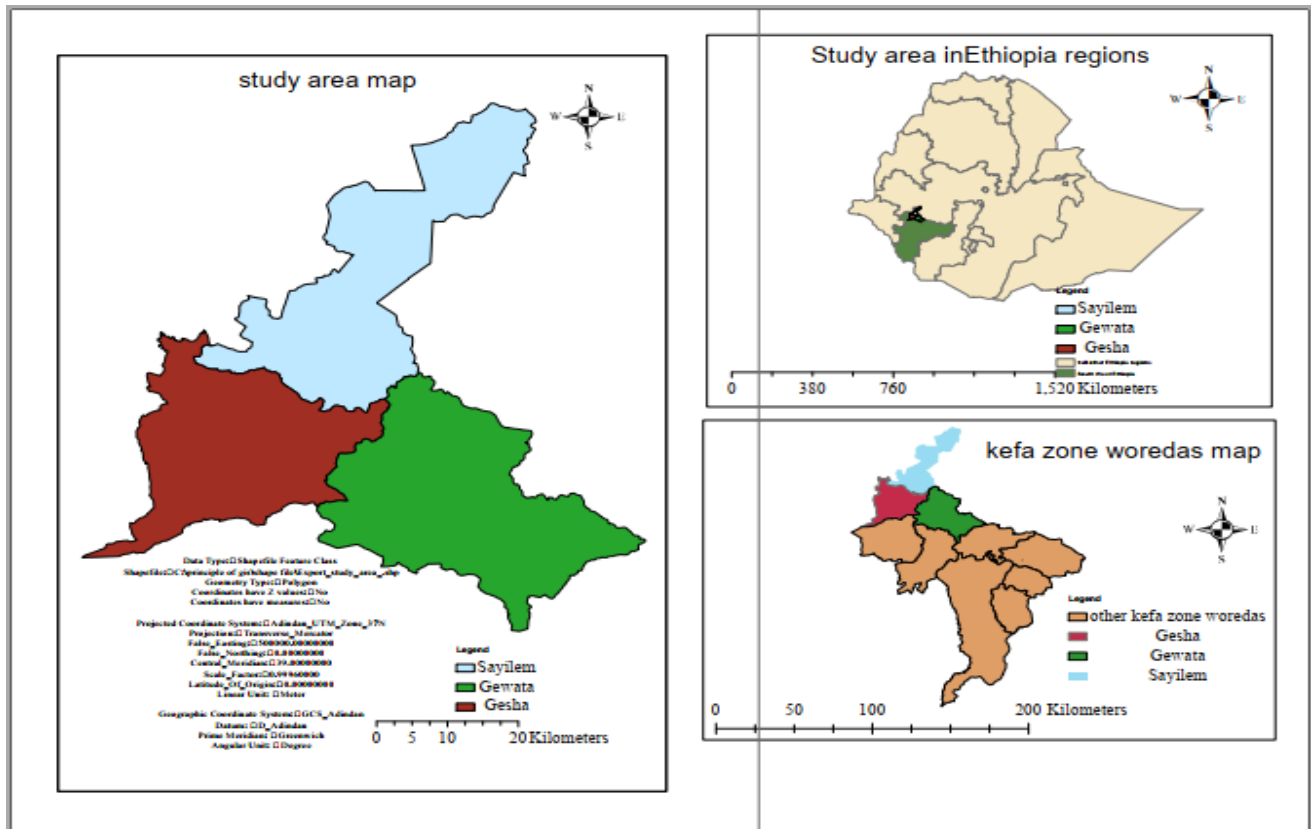 study area map
N
W E
S
Data Type:□Shapefile Feature Class
Geometry Type:□Polygon
Coordinates have Z values:□No
Coordinates have measures:□No
Projected Coordinate System:□Adindan_UTM_Zone_37N
Projection:□Transverse_Mercator
False_Easting:□500000.00000000
False_Northing:□0.00000000
Central_Meridian:□39.00000000
Scale_Factor:□0.99960000
Latitude_Of_Origin:□0.00000000
Linear Unit:□Meter
Geographic Coordinate System:□GCS_Adindan
Datum:□D_Adindan
Prime Meridian:□Greenwich
Angular Unit:□Degree
Legend
Sayilem
Gewata
Gesha
0 5 10 20 Kilometers
Study area inEthiopia regions
N
W E
S
Legend
Sayilem
Gewata
Gesha
0 380 760 1,520 Kilometers
kefa zone woredas map
N
W E
S
Legend
other kefa zone woredas
Gesha
Gewata
Sayilem
0 50 100 200 Kilometers